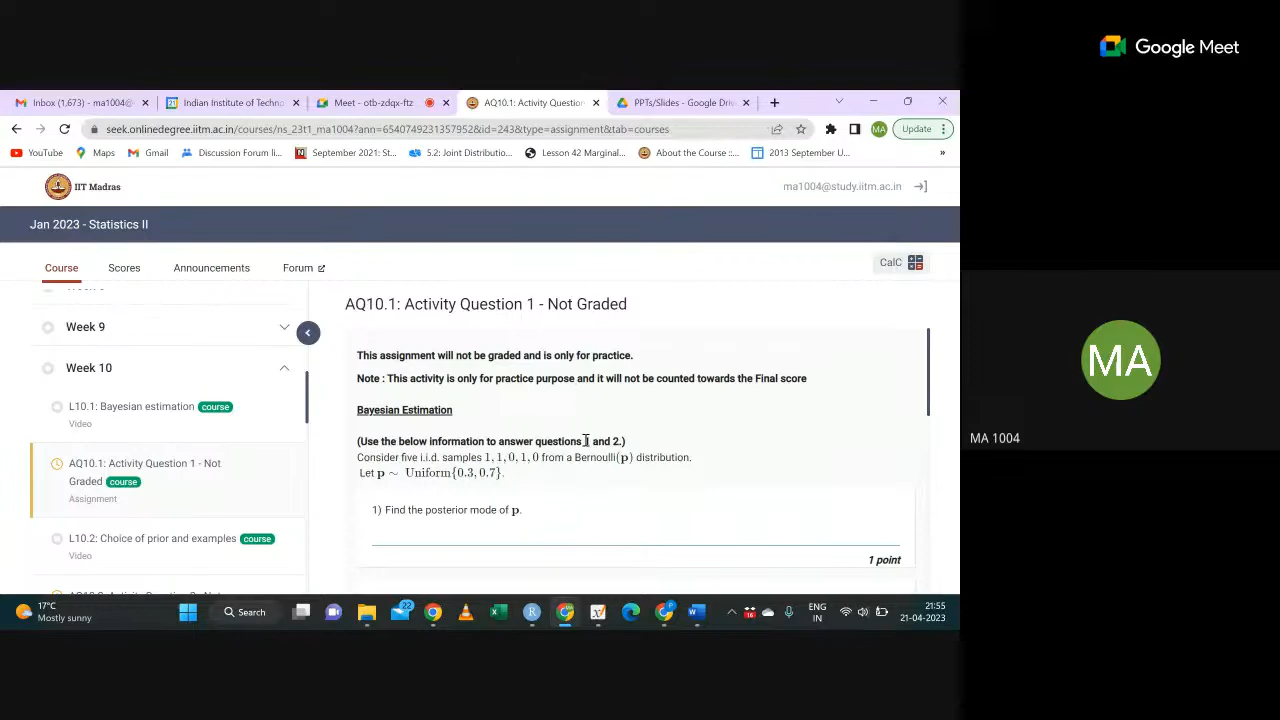 Google Meet
Inbox (1,673) - ma1004@
Indian Institute of Techno
Meet - otb-zdqx-ftz
AQ10.1: Activity Question
PPTs/Slides - Google Driv
seek.onlinedegree.iitm.ac.in/courses/ns_23t1_ma1004?ann=6540749231357952&id=243&type=assignment&tab=courses
MA
Update
YouTube
Maps
Gmail
Discussion Forum li...
September 2021: St...
5.2: Joint Distributio...
Lesson 42 Marginal...
About the Course ::...
2013 September U...
»
IIT Madras
ma1004@study.iitm.ac.in
Jan 2023 - Statistics II
Course
Scores
Announcements
Forum
CalC
Week 9
Week 10
L10.1: Bayesian estimation course
Video
AQ10.1: Activity Question 1 - Not
Graded course
Assignment
L10.2: Choice of prior and examples course
Video
AQ10.1: Activity Question 1 - Not Graded
This assignment will not be graded and is only for practice.
Note : This activity is only for practice purpose and it will not be counted towards the Final score
Bayesian Estimation
(Use the below information to answer questions 1 and 2.)
Consider five i.i.d. samples 1, 1, 0, 1, 0 from a Bernoulli(p) distribution.
Let p ∼ Uniform{0.3, 0.7}.
1) Find the posterior mode of p.
1 point
MA
MA 1004
17°C
Mostly sunny
Search
22
16
ENG
IN
21:55
21-04-2023